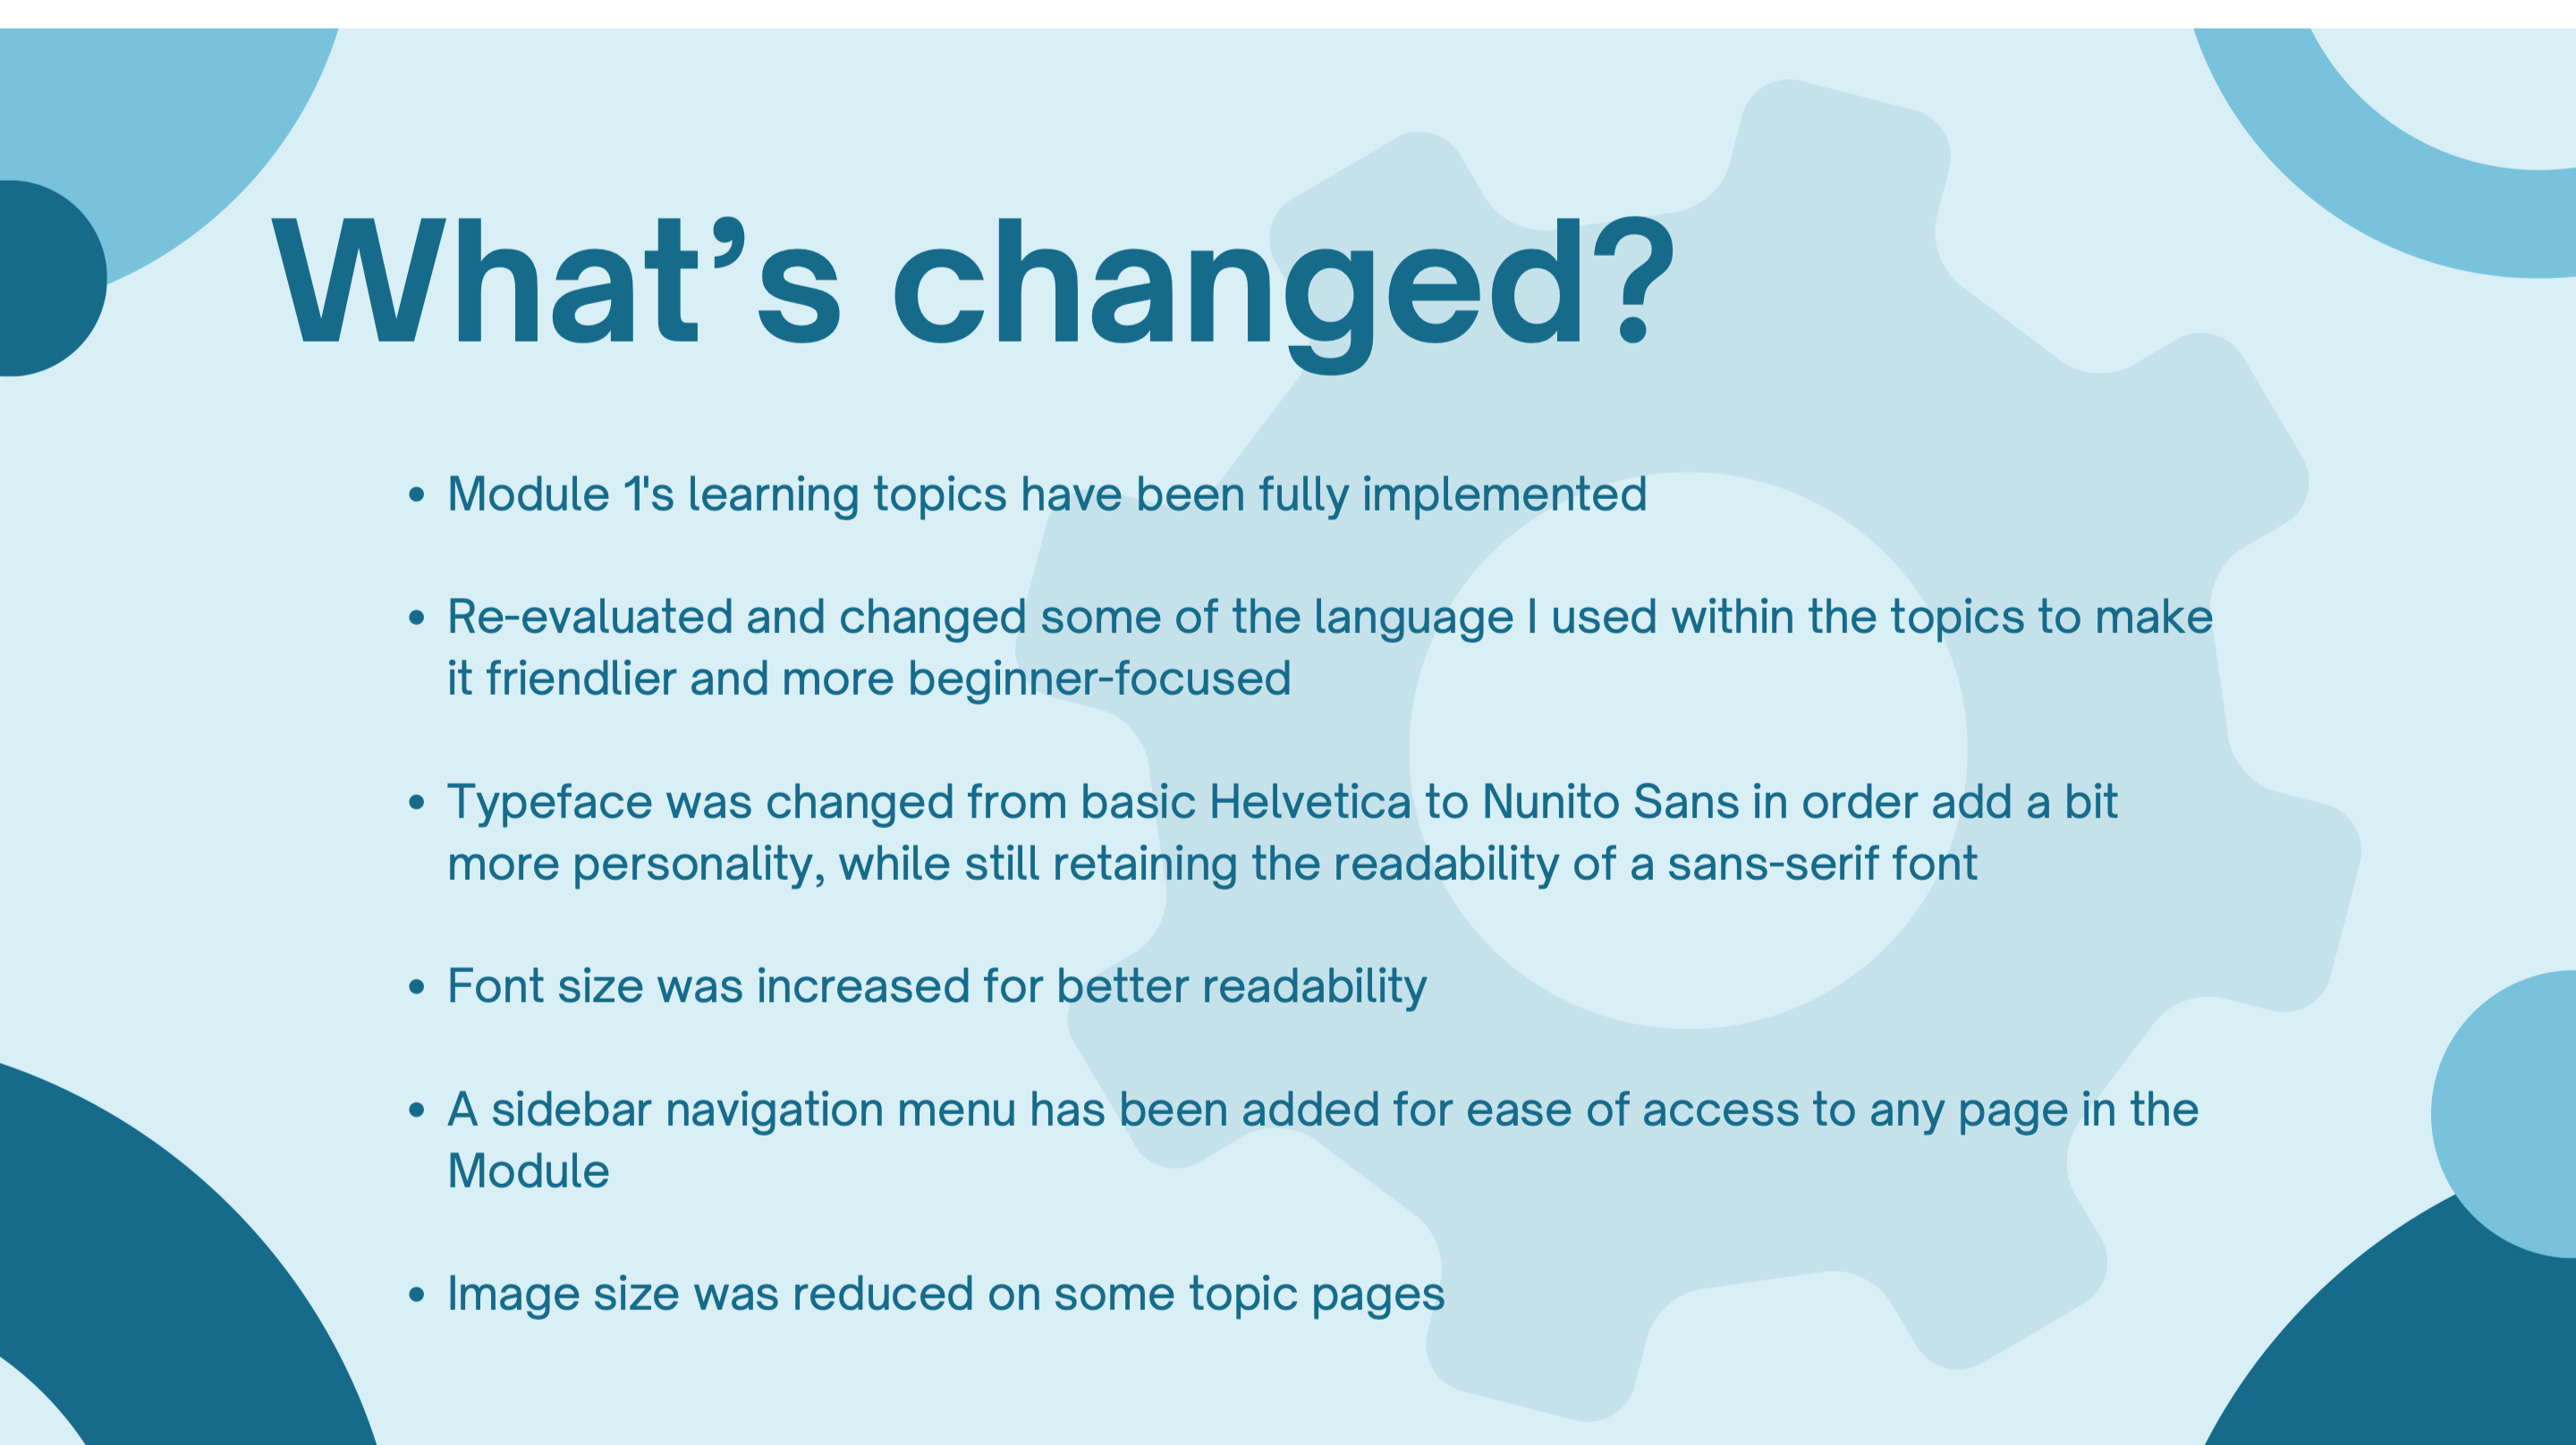 What’s changed?
• Module 1's learning topics have been fully implemented
• Re-evaluated and changed some of the language I used within the topics to make
it friendlier and more beginner-focused
• Typeface was changed from basic Helvetica to Nunito Sans in order add a bit
more personality, while still retaining the readability of a sans-serif font
• Font size was increased for better readability
• A sidebar navigation menu has been added for ease of access to any page in the
Module
• Image size was reduced on some topic pages